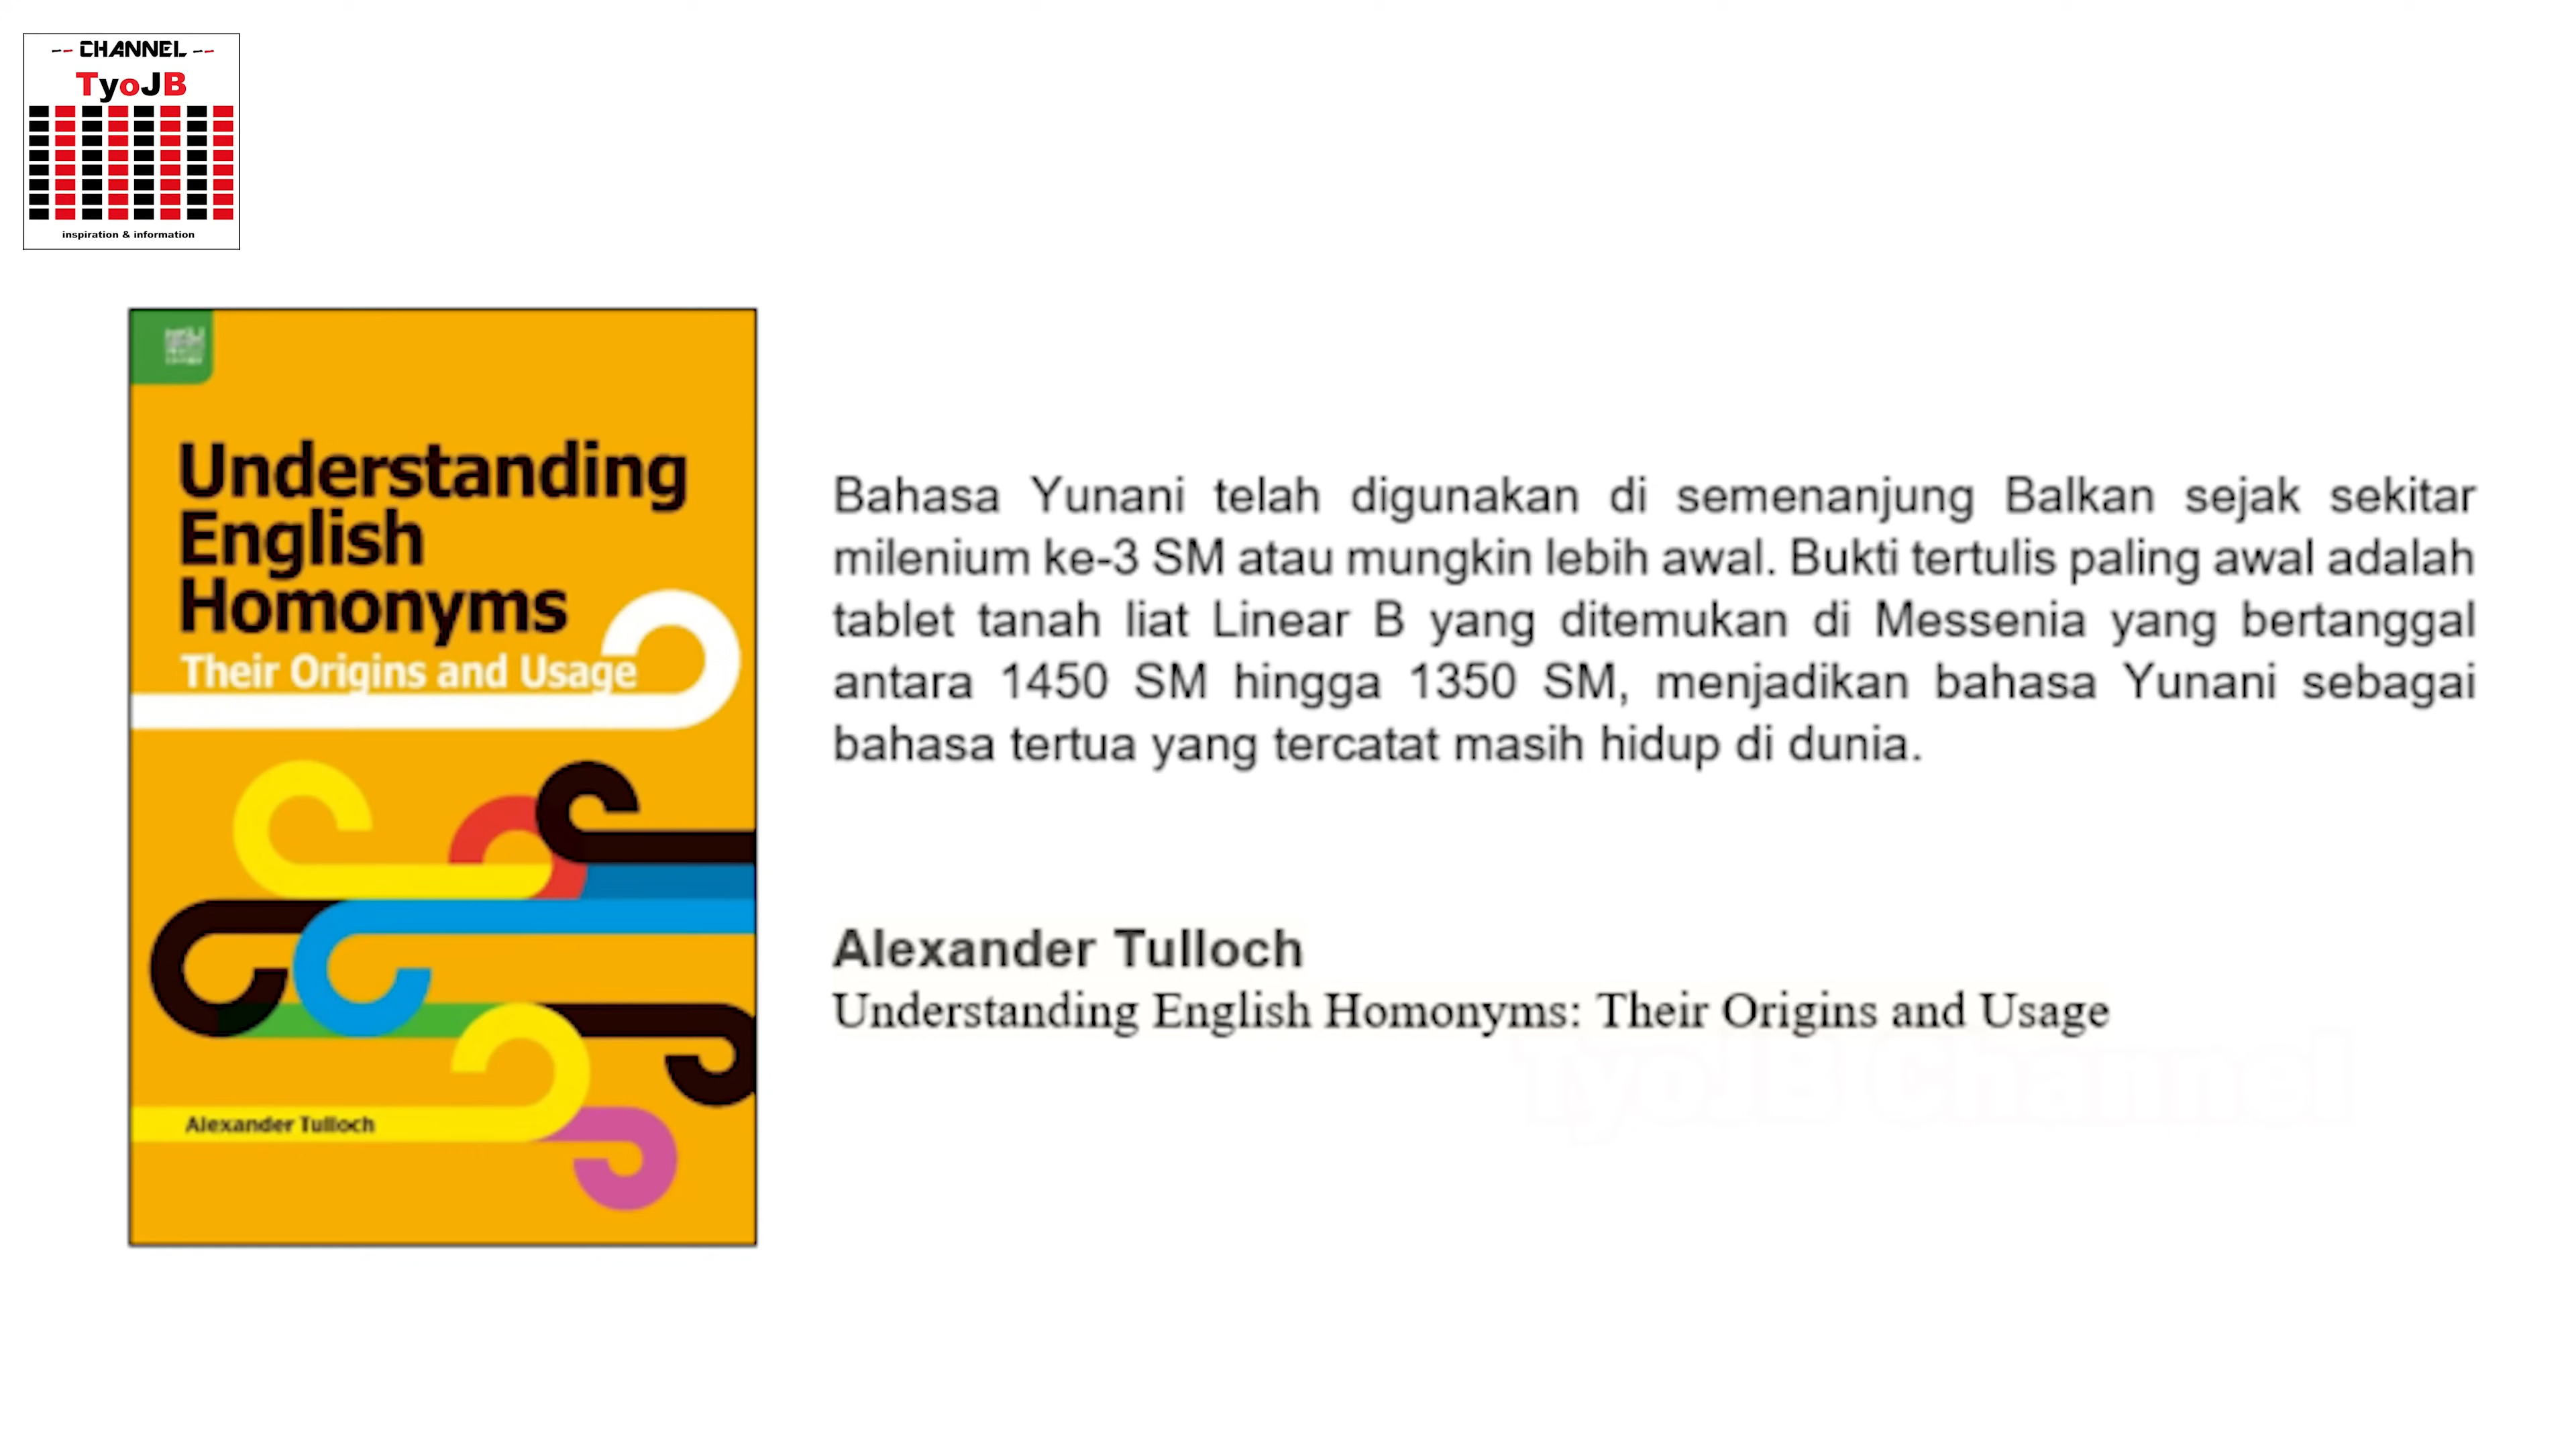 -- CHANNEL --
TyoJB
inspiration & information
Understanding
English
Homonyms
Their Origins and Usage
Alexander Tulloch
Bahasa Yunani telah digunakan di semenanjung Balkan sejak sekitar
milenium ke-3 SM atau mungkin lebih awal. Bukti tertulis paling awal adalah
tablet tanah liat Linear B yang ditemukan di Messenia yang bertanggal
antara 1450 SM hingga 1350 SM, menjadikan bahasa Yunani sebagai
bahasa tertua yang tercatat masih hidup di dunia.
Alexander Tulloch
Understanding English Homonyms: Their Origins and Usage
TyoJB Channel